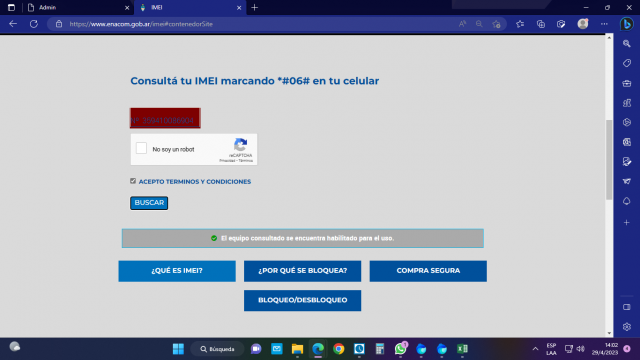 Admin
IMEI
https://www.enacom.gob.ar/imei#contenedorSite
Consultá tu IMEI marcando *#06# en tu celular
No soy un robot
reCAPTCHA
Privacidad - Términos
ACEPTO TERMINOS Y CONDICIONES
BUSCAR
El equipo consultado se encuentra habilitado para el uso.
¿QUÉ ES IMEI?
¿POR QUÉ SE BLOQUEA?
COMPRA SEGURA
BLOQUEO/DESBLOQUEO
Búsqueda
ESP
LAA
14:02
29/4/2023